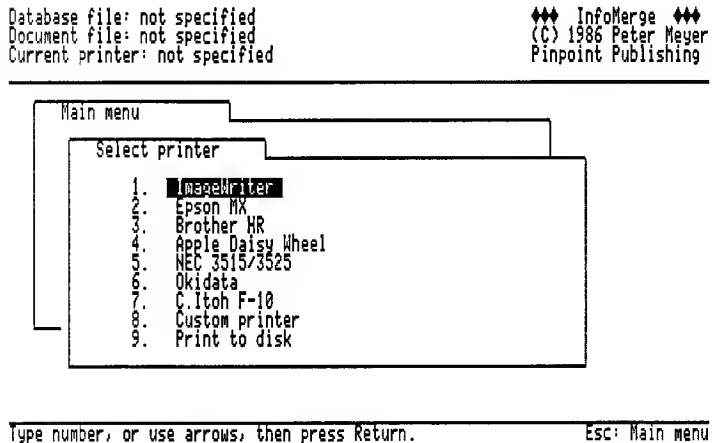 Database file: not specified
Document file: not specified
Current printer: not specified
♦♦♦ InfoMerge ♦♦♦
(C) 1986 Peter Meyer
Pinpoint Publishing
Main menu
Select printer
1. ImageWriter
2. Epson MX
3. Brother HR
4. Apple Daisy Wheel
5. NEC 3515/3525
6. Okidata
7. C.Itoh F-10
8. Custom printer
9. Print to disk
Type number, or use arrows, then press Return.
Esc: Main menu